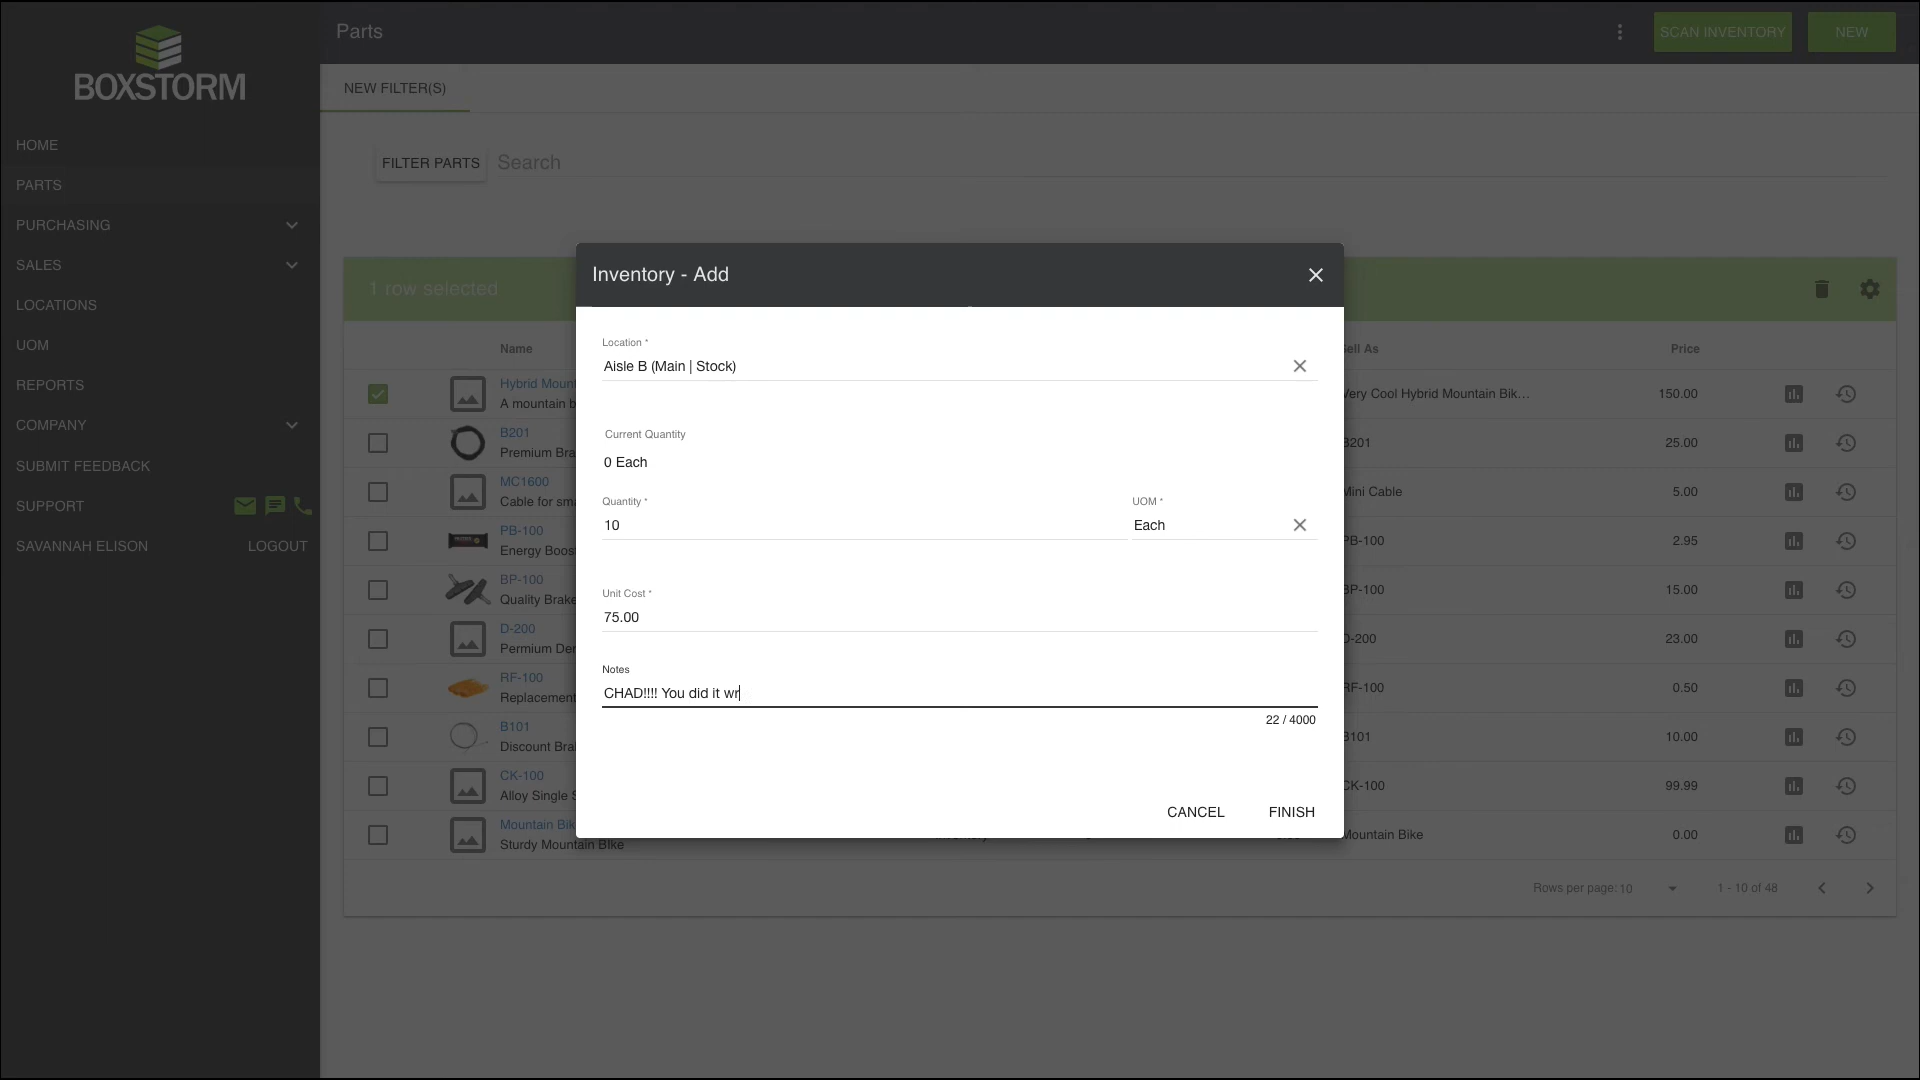 BOXSTORM
HOME
PARTS
PURCHASING
SALES
LOCATIONS
UOM
REPORTS
COMPANY
SUBMIT FEEDBACK
SUPPORT
SAVANNAH ELISON LOGOUT
Parts
SCAN INVENTORY NEW
NEW FILTER(S)
FILTER PARTS Search
1 row selected
Inventory - Add
Location *
Aisle B (Main | Stock)
Current Quantity
0 Each
Quantity * UOM *
10 Each
Unit Cost *
75.00
Notes
CHAD!!!! You did it wr
22 / 4000
CANCEL FINISH
Name Sell As Price
Hybrid Mount
A mountain b Very Cool Hybrid Mountain Bik... 150.00
B201
Premium Bra B201 25.00
MC1600
Cable for sma Mini Cable 5.00
PB-100
Energy Boost PB-100 2.95
BP-100
Quality Brake BP-100 15.00
D-200
Permium Der D-200 23.00
RF-100
Replacement RF-100 0.50
B101
Discount Bral B101 10.00
CK-100
Alloy Single S CK-100 99.99
Mountain Bik
Sturdy Mountain BIke Mountain Bike 0.00
Rows per page: 10 1 - 10 of 48